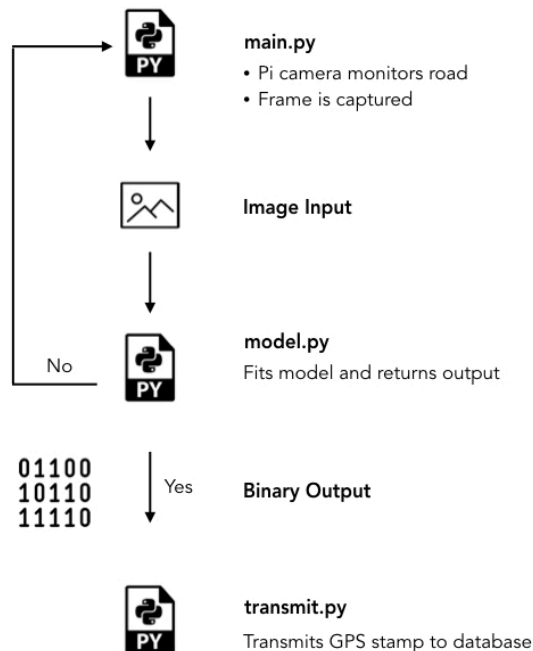 PY
main.py
• Pi camera monitors road
• Frame is captured
Image Input
No
PY
model.py
Fits model and returns output
01100
10110
11110
Yes
Binary Output
PY
transmit.py
Transmits GPS stamp to database